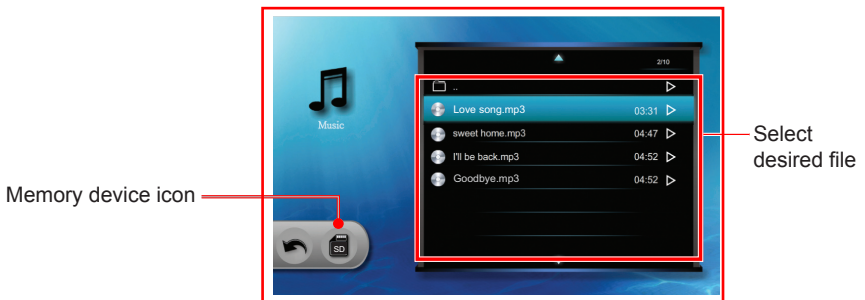 2/10
..
Love song.mp3 03:31
sweet home.mp3 04:47
I'll be back.mp3 04:52
Goodbye.mp3 04:52
Music
SD
Memory device icon
Select
desired file